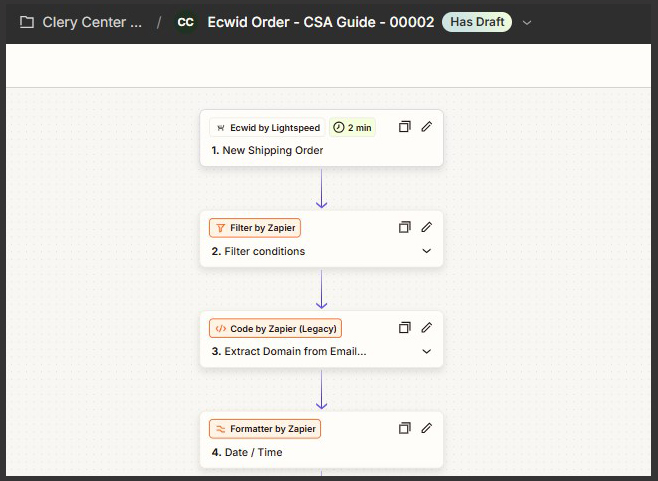 Clery Center ... / CC Ecwid Order - CSA Guide - 00002 Has Draft
Ecwid by Lightspeed 2 min
1. New Shipping Order
Filter by Zapier
2. Filter conditions
Code by Zapier (Legacy)
3. Extract Domain from Email...
Formatter by Zapier
4. Date / Time